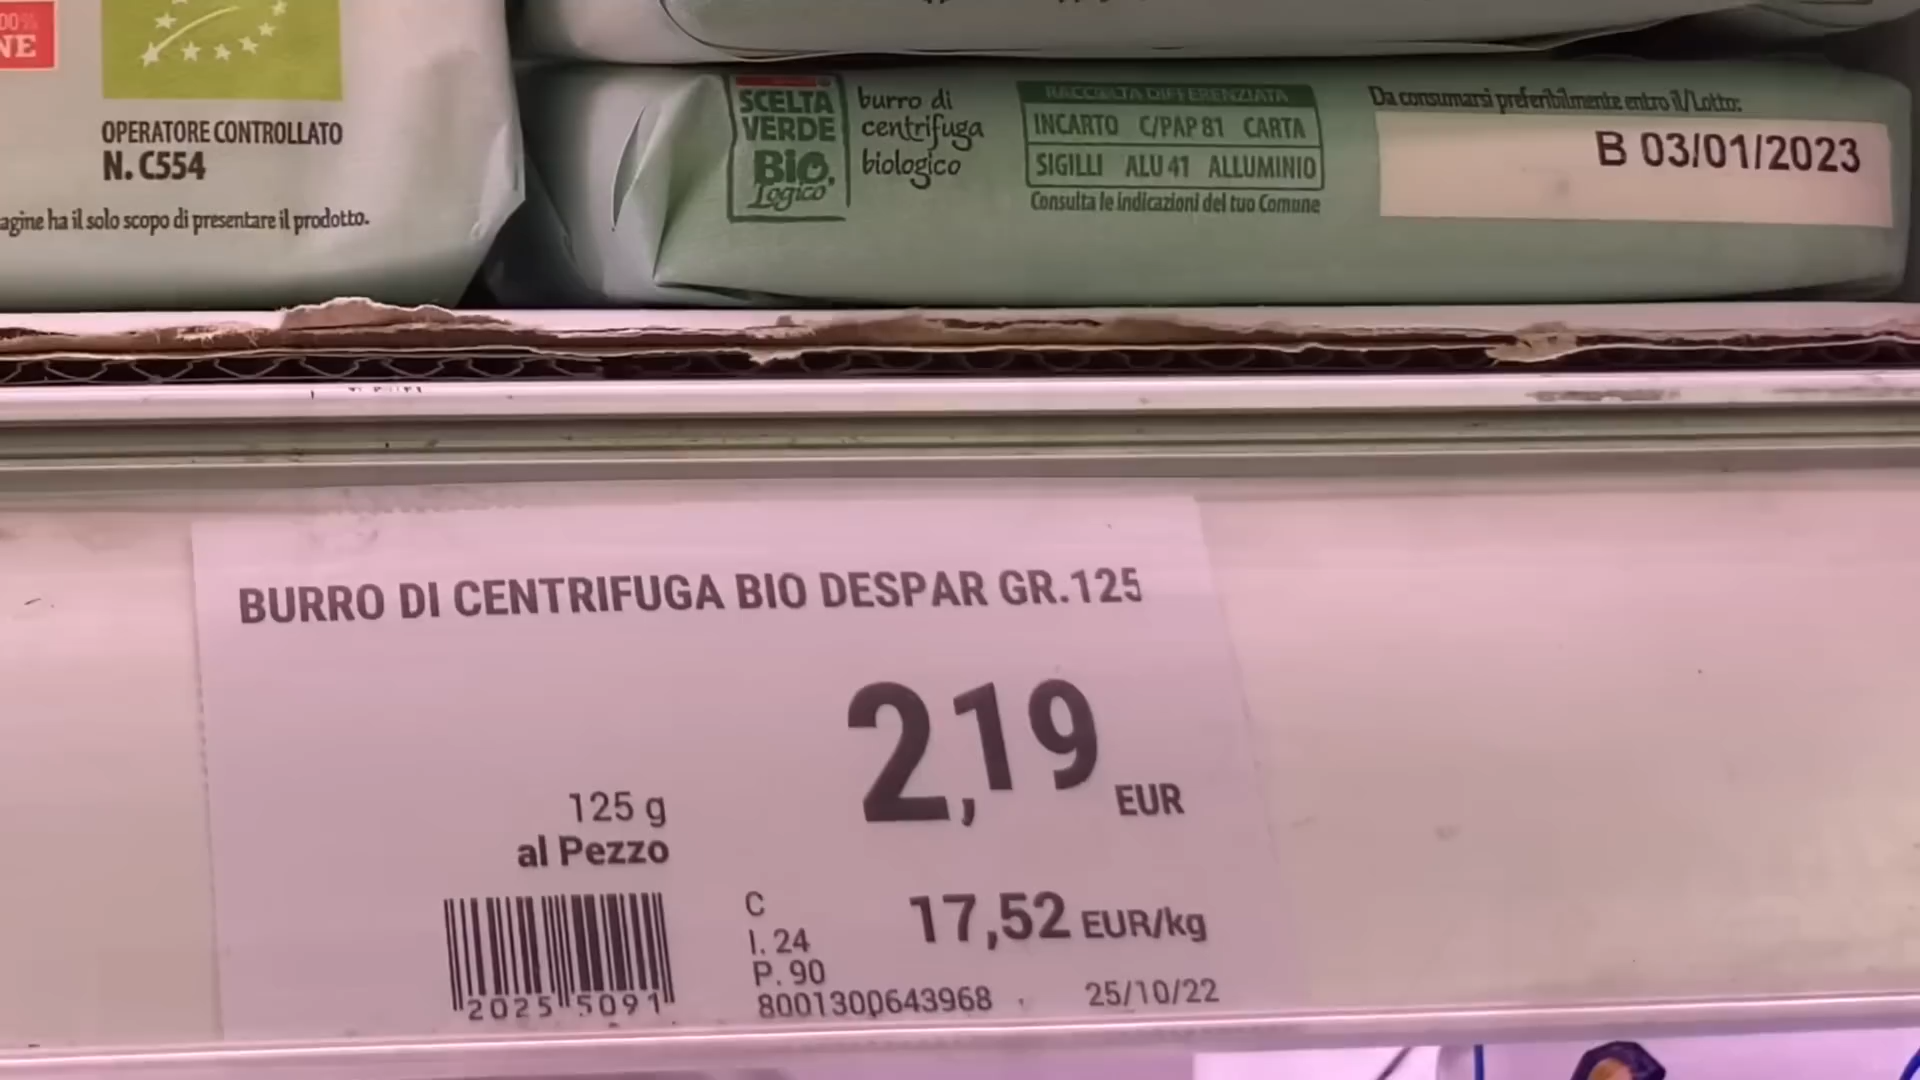 100%
NE
OPERATORE CONTROLLATO
N. C554
agine ha il solo scopo di presentare il prodotto.
SCELTA
VERDE
BIO,
Logico
burro di
centrifuga
biologico
RACCOLTA DIFFERENZIATA
INCARTO C/PAP 81 CARTA
SIGILLI ALU 41 ALLUMINIO
Consulta le indicazioni del tuo Comune
Da consumarsi preferibilmente entro il/Lotto:
B 03/01/2023
BURRO DI CENTRIFUGA BIO DESPAR GR.125
2,19 EUR
125 g
al Pezzo
20255091
C
I. 24
P. 90
17,52 EUR/kg
8001300643968
25/10/22